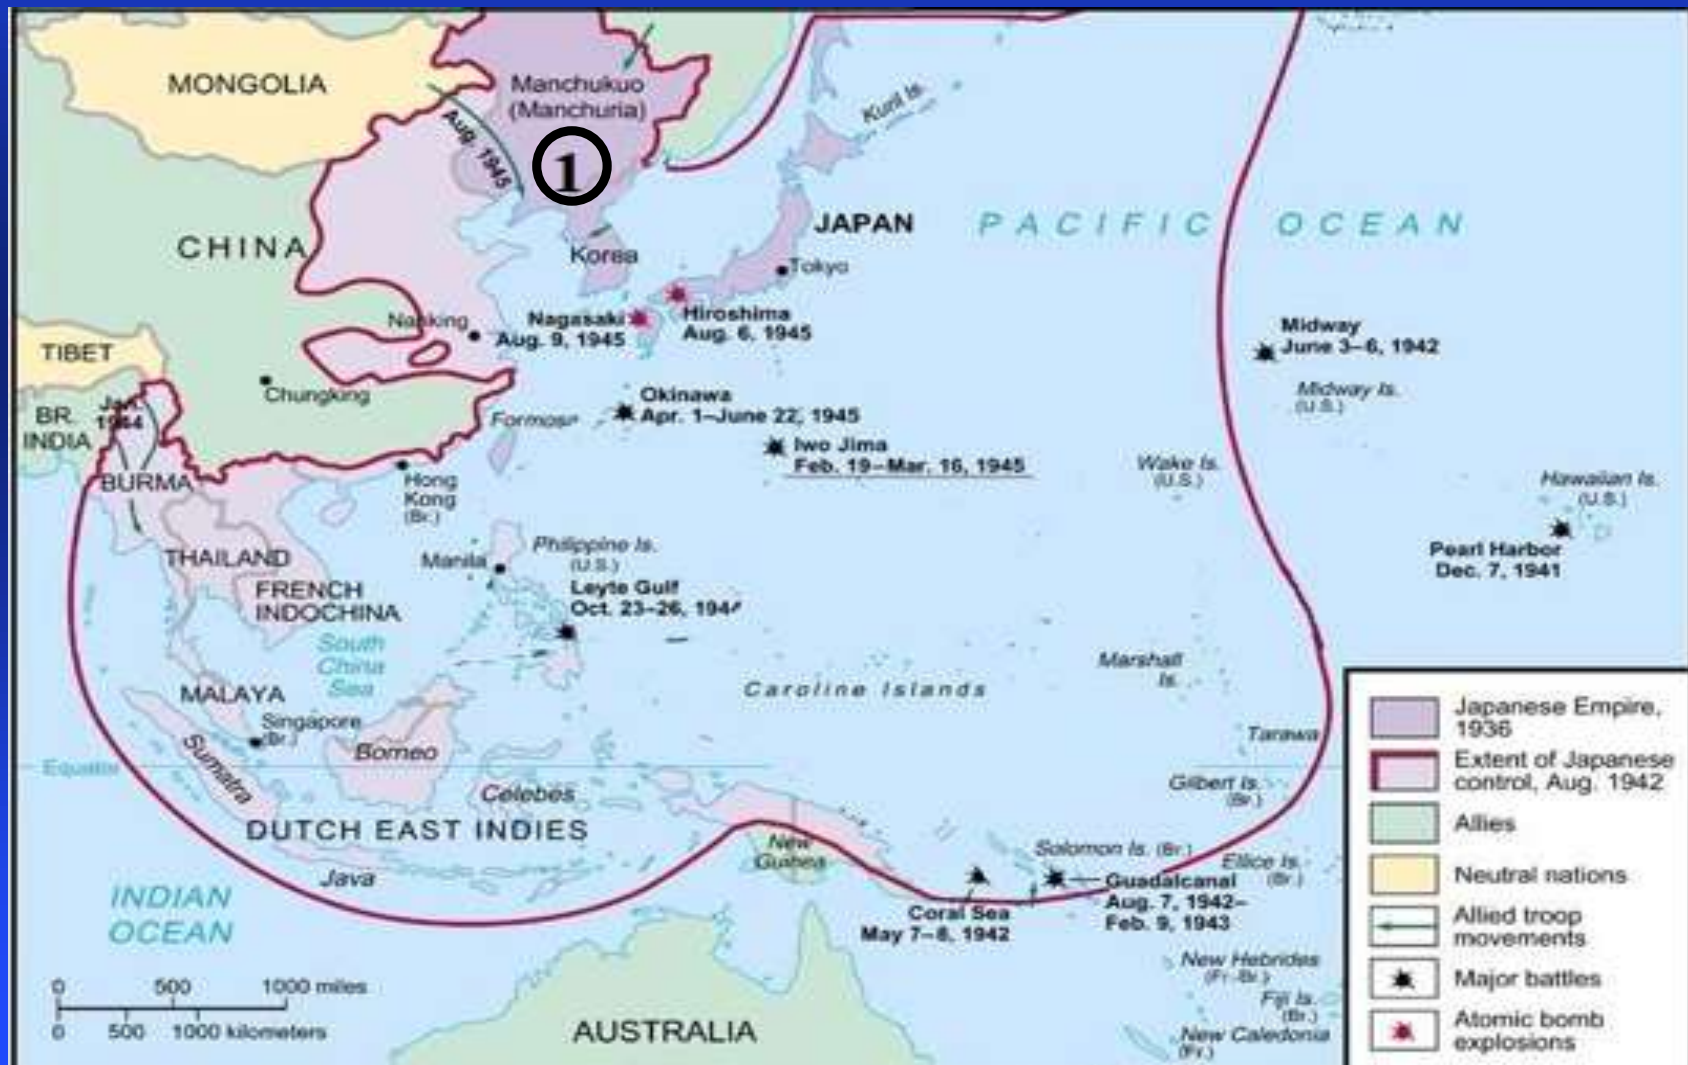 MONGOLIA
Manchukuo
(Manchuria)
Aug. 1945
1
Kuril Is.
CHINA
Korea
JAPAN
Tokyo
PACIFIC OCEAN
Nanking
Nagasaki
Aug. 9, 1945
Hiroshima
Aug. 6, 1945
Midway
June 3–6, 1942
Midway Is.
(U.S.)
TIBET
Chungking
BR.
INDIA
BURMA
Okinawa
Apr. 1–June 22, 1945
Iwo Jima
Feb. 19–Mar. 16, 1945
Wake Is.
(U.S.)
Hawaiian Is.
(U.S.)
Pearl Harbor
Dec. 7, 1941
Hong
Kong
(Br.)
THAILAND
FRENCH
INDOCHINA
Manila
Philippine Is.
(U.S.)
Leyte Gulf
Oct. 23–26,
South
China
Sea
MALAYA
Singapore
(Br.)
Sumatra
Borneo
Celebes
Caroline Islands
Marshall
Is.
Tarawa
Gilbert Is.
(Br.)
Equator
DUTCH EAST INDIES
Java
New
Guinea
Solomon Is. (Br.)
Ellice Is.
(Br.)
Guadalcanal
Aug. 7, 1942–
Feb. 9, 1943
Coral Sea
May 7–8, 1942
INDIAN
OCEAN
New Hebrides
(Fr.-Br.)
Fiji Is.
(Br.)
New Caledonia
(Fr.)
AUSTRALIA
0 500 1000 miles
0 500 1000 kilometers
Japanese Empire,
1936
Extent of Japanese
control, Aug. 1942
Allies
Neutral nations
Allied troop
movements
Major battles
Atomic bomb
explosions